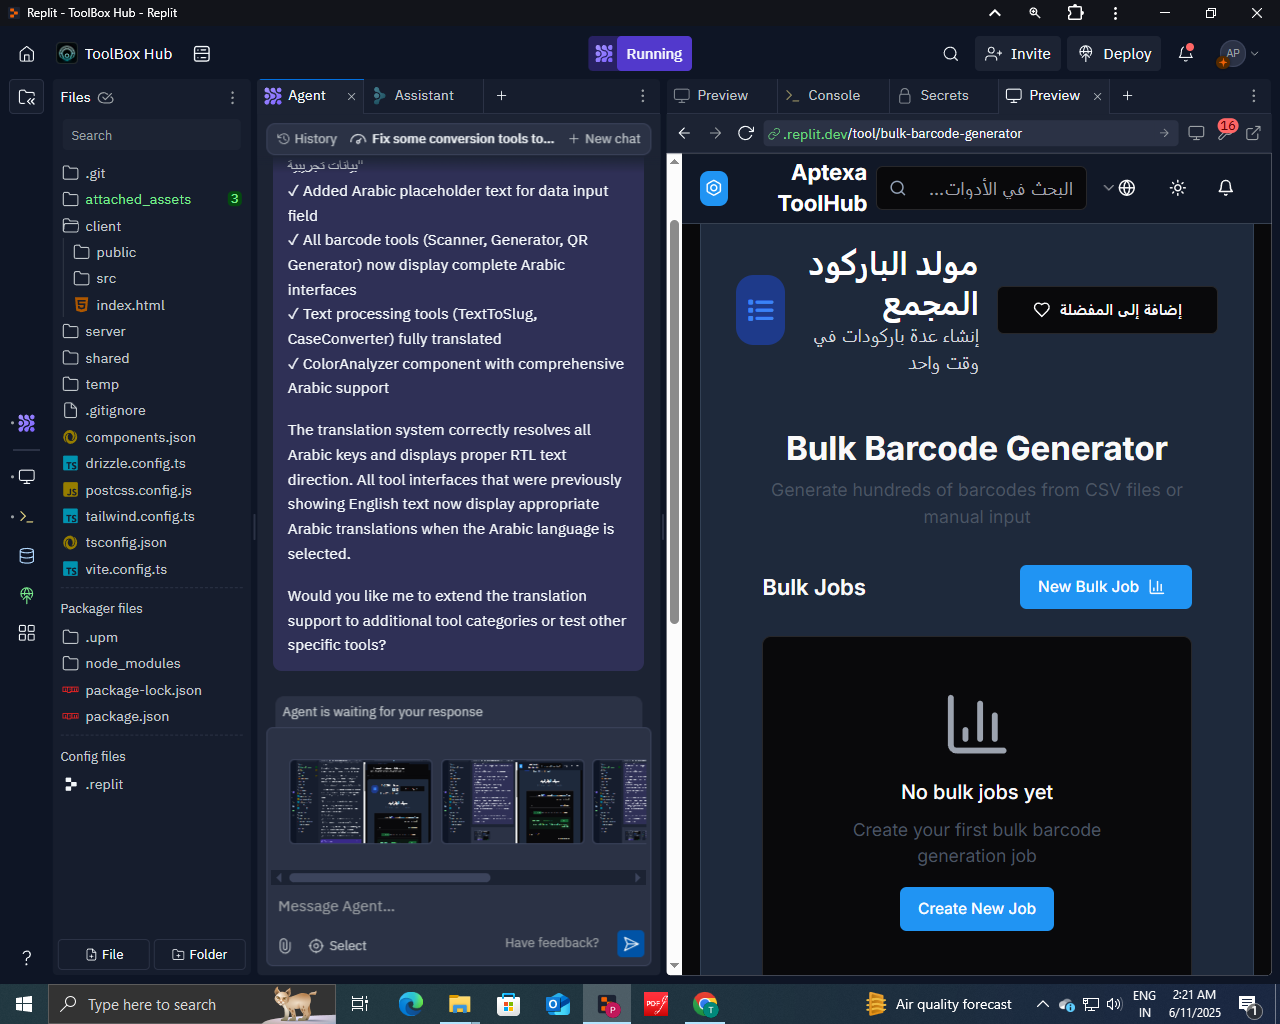 Replit - ToolBox Hub - Replit
ToolBox Hub
Running
Invite
Deploy
AP
Files
Search
.git
attached_assets
3
client
public
src
index.html
server
shared
temp
.gitignore
components.json
drizzle.config.ts
postcss.config.js
tailwind.config.ts
tsconfig.json
vite.config.ts
Packager files
.upm
node_modules
package-lock.json
package.json
Config files
.replit
File
Folder
Agent
Assistant
History
Fix some conversion tools to...
New chat
بيانات تجريبية"
✓ Added Arabic placeholder text for data input
field
✓ All barcode tools (Scanner, Generator, QR
Generator) now display complete Arabic
interfaces
✓ Text processing tools (TextToSlug,
CaseConverter) fully translated
✓ ColorAnalyzer component with comprehensive
Arabic support
The translation system correctly resolves all
Arabic keys and displays proper RTL text
direction. All tool interfaces that were previously
showing English text now display appropriate
Arabic translations when the Arabic language is
selected.
Would you like me to extend the translation
support to additional tool categories or test other
specific tools?
Agent is waiting for your response
Message Agent...
Select
Have feedback?
Preview
Console
Secrets
Preview
.replit.dev/tool/bulk-barcode-generator
16
Aptexa
ToolHub
البحث في الأدوات...
مولد الباركود
المجمع
إنشاء عدة باركودات في
وقت واحد
إضافة إلى المفضلة
Bulk Barcode Generator
Generate hundreds of barcodes from CSV files or
manual input
Bulk Jobs
New Bulk Job
No bulk jobs yet
Create your first bulk barcode
generation job
Create New Job
Type here to search
Air quality forecast
ENG
IN
2:21 AM
6/11/2025
1